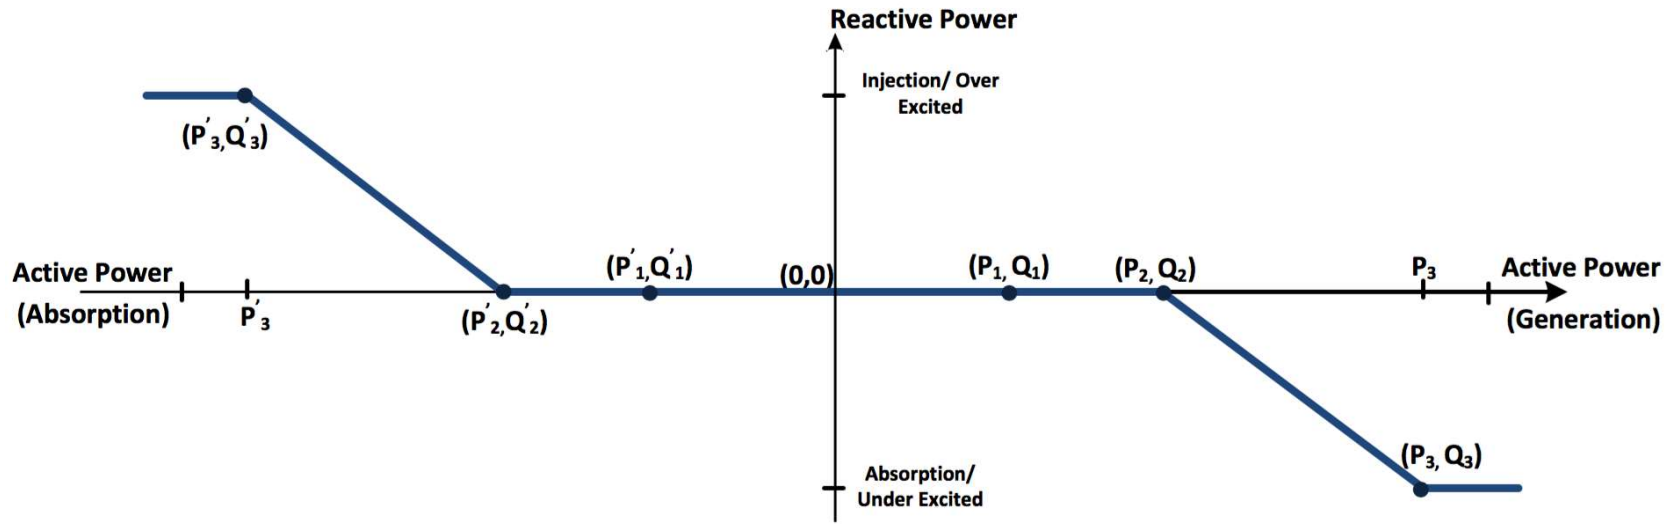 Reactive Power
Injection/ Over
Excited
(P'3,Q'3)
Active Power
(Absorption)
P'3
(P'2,Q'2)
(P'1,Q'1)
(0,0)
(P1, Q1)
(P2, Q2)
P3
Active Power
(Generation)
(P3, Q3)
Absorption/
Under Excited